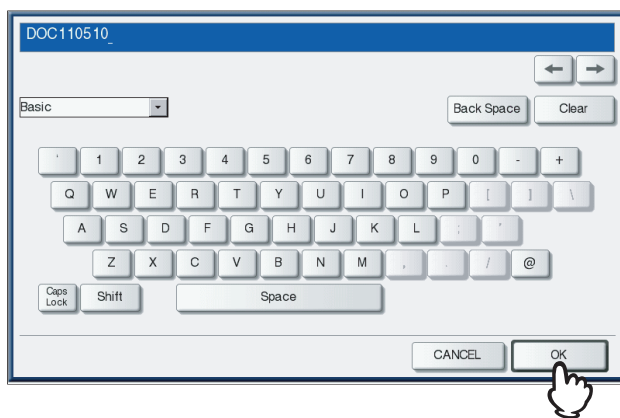 DOC110510_
← →
Basic Back Space Clear
` 1 2 3 4 5 6 7 8 9 0 - +
Q W E R T Y U I O P [ ] \
A S D F G H J K L ; '
Z X C V B N M , . / @
Caps Lock Shift Space
CANCEL OK